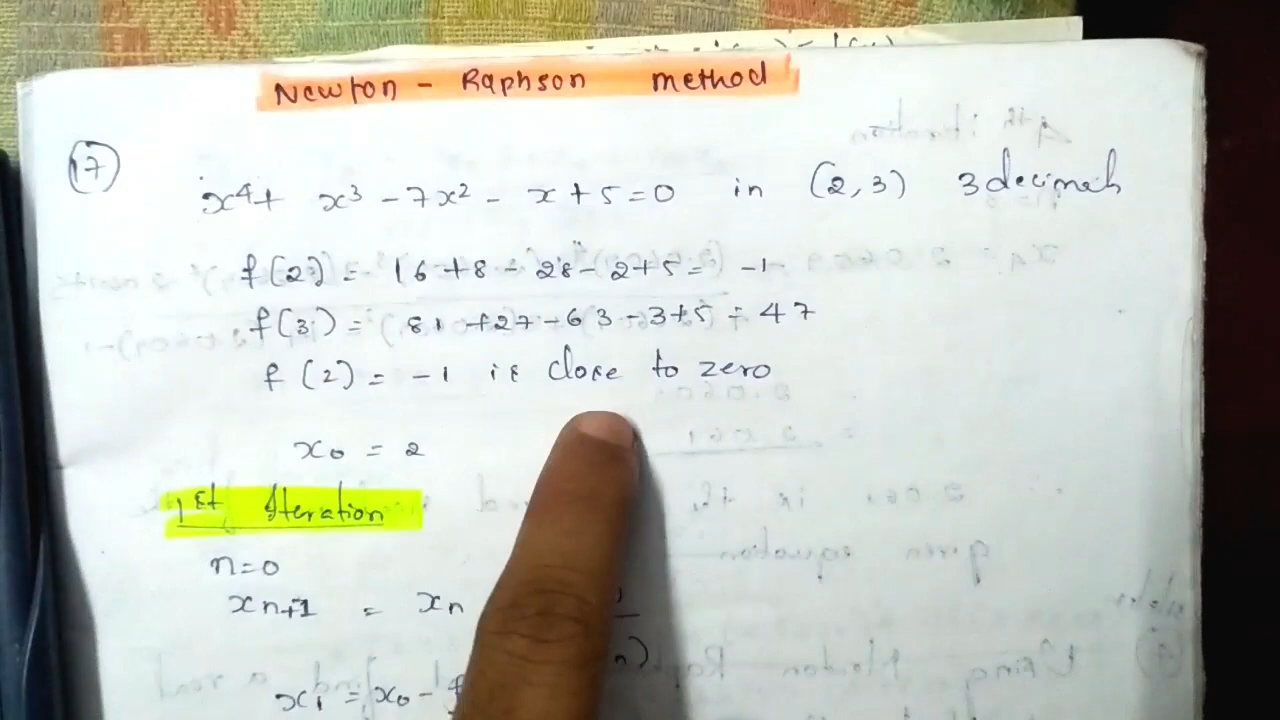 Newton - Raphson method
17
x⁴ + x³ - 7x² - x + 5 = 0 in (2, 3) 3 decimals
f(2) = 16 + 8 - 28 - 2 + 5 = -1
f(3) = 81 + 27 - 63 - 3 + 5 = 47
f(2) = -1 is close to zero
x₀ = 2
1st Iteration
n=0
xₙ₊₁ = xₙ
n)
x₁ = x₀ - f